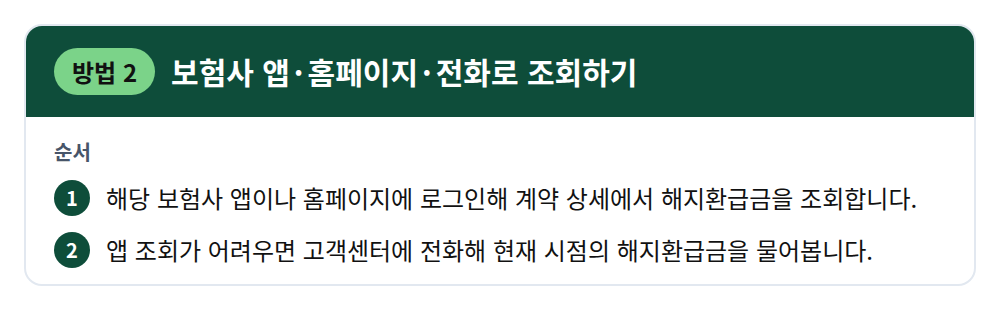 방법 2 보험사 앱·홈페이지·전화로 조회하기
순서
1 해당 보험사 앱이나 홈페이지에 로그인해 계약 상세에서 해지환급금을 조회합니다.
2 앱 조회가 어려우면 고객센터에 전화해 현재 시점의 해지환급금을 물어봅니다.